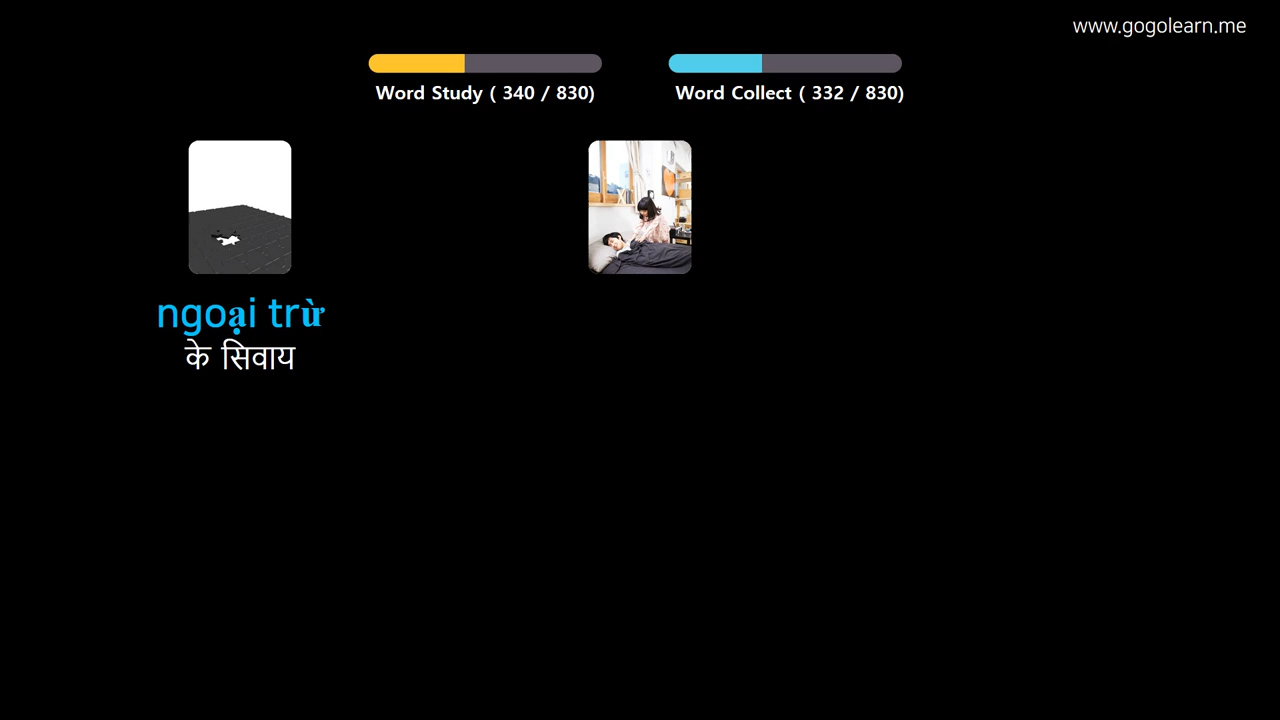 www.gogolearn.me
Word Study ( 340 / 830)
Word Collect ( 332 / 830)
ngoại trừ
के सिवाय